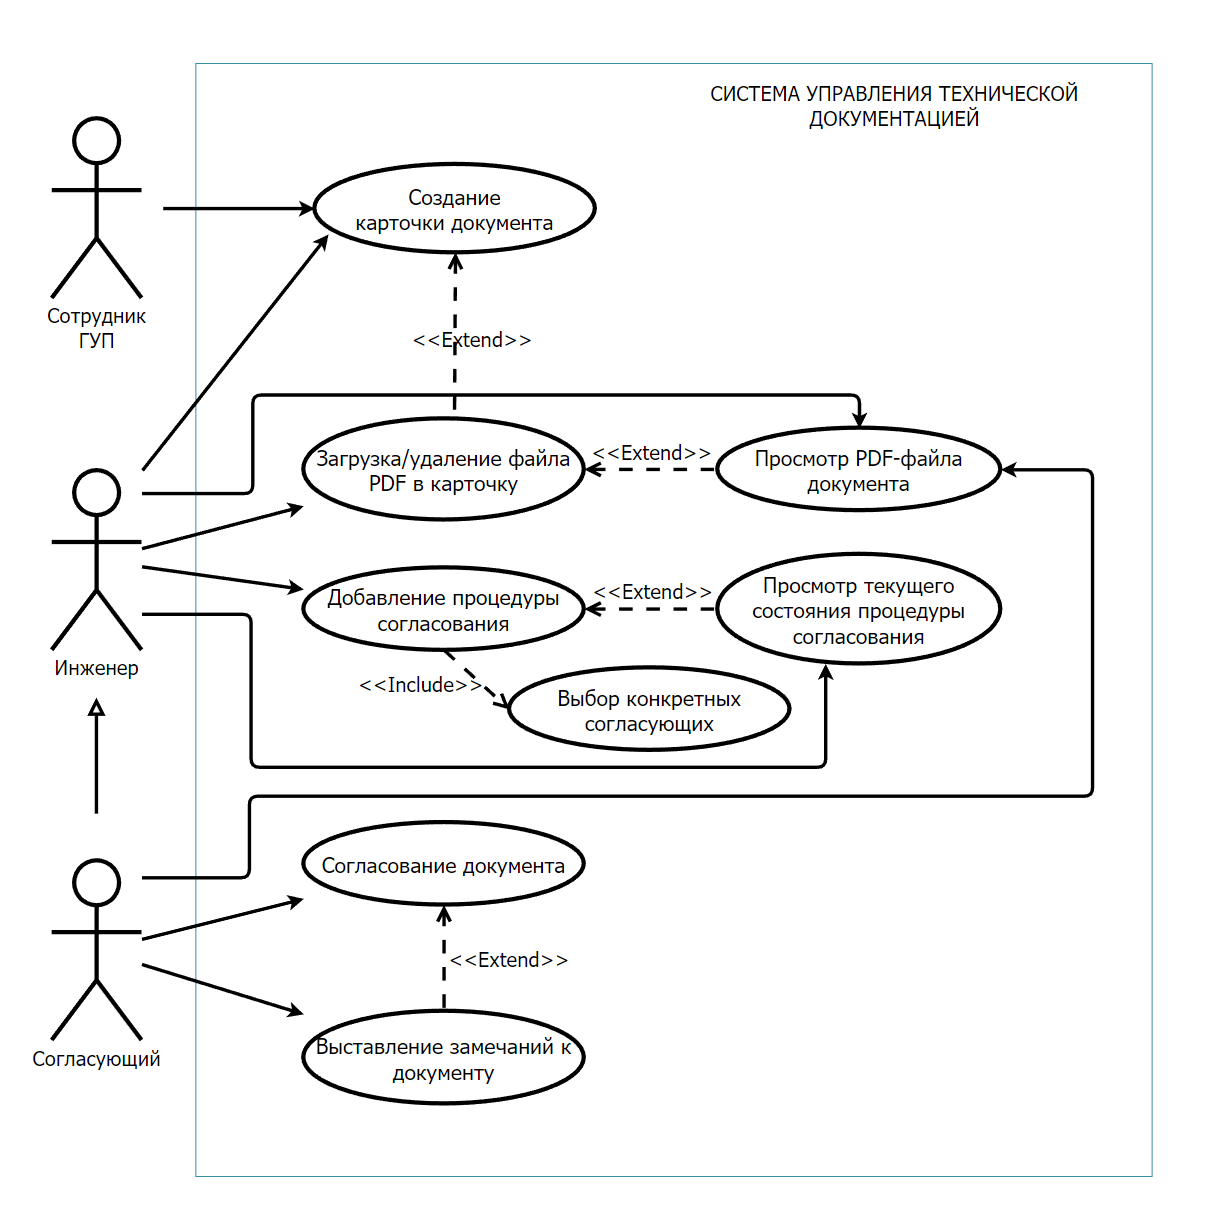 СИСТЕМА УПРАВЛЕНИЯ ТЕХНИЧЕСКОЙ
ДОКУМЕНТАЦИЕЙ
Создание
карточки документа
Сотрудник
ГУП
<<Extend>>
Загрузка/удаление файла
PDF в карточку
<<Extend>>
Просмотр PDF-файла
документа
Инженер
Добавление процедуры
согласования
<<Extend>>
Просмотр текущего
состояния процедуры
согласования
<<Include>>
Выбор конкретных
согласующих
Согласование документа
<<Extend>>
Согласующий
Выставление замечаний к
документу